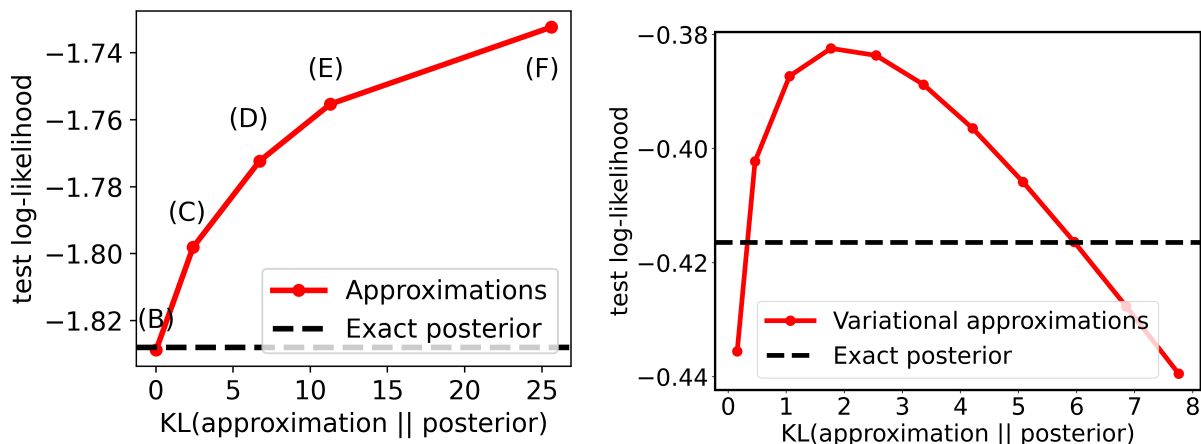 test log-likelihood
−1.74
−1.76
−1.78
−1.80
−1.82
(B)
(C)
(D)
(E)
(F)
Approximations
Exact posterior
0
5
10
15
20
25
KL(approximation || posterior)
test log-likelihood
−0.38
−0.40
−0.42
−0.44
Variational approximations
Exact posterior
0
1
2
3
4
5
6
7
8
KL(approximation || posterior)